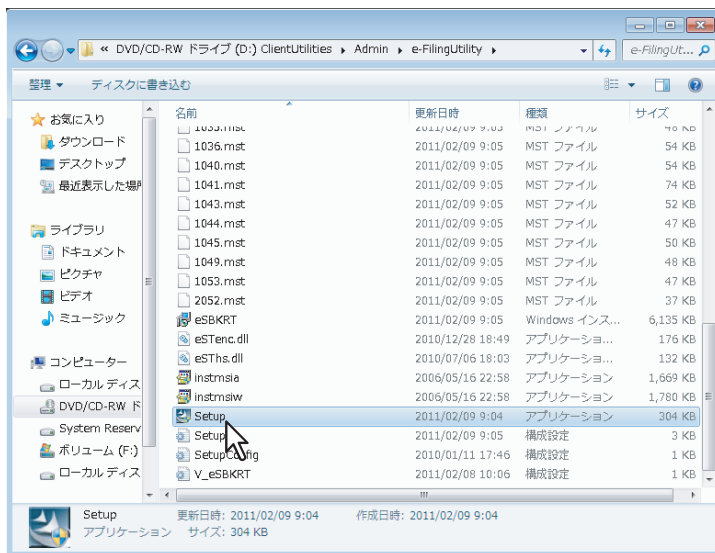 « DVD/CD-RW ドライブ (D:) ClientUtilities ▸ Admin ▸ e-FilingUtility ▸ e-FilingUt...
整理 ディスクに書き込む
名前 更新日時 種類 サイズ
お気に入り
ダウンロード
デスクトップ
最近表示した場所
ライブラリ
ドキュメント
ピクチャ
ビデオ
ミュージック
コンピューター
ローカル ディス
DVD/CD-RW ド
System Reserv
ボリューム (F:)
ローカル ディス
1033.mst 2011/02/09 9:05 MST ファイル 48 KB
1036.mst 2011/02/09 9:05 MST ファイル 54 KB
1040.mst 2011/02/09 9:05 MST ファイル 54 KB
1041.mst 2011/02/09 9:05 MST ファイル 74 KB
1043.mst 2011/02/09 9:05 MST ファイル 52 KB
1044.mst 2011/02/09 9:05 MST ファイル 47 KB
1045.mst 2011/02/09 9:05 MST ファイル 50 KB
1049.mst 2011/02/09 9:05 MST ファイル 48 KB
1053.mst 2011/02/09 9:05 MST ファイル 47 KB
2052.mst 2011/02/09 9:05 MST ファイル 37 KB
eSBKRT 2011/02/09 9:05 Windows インス... 6,135 KB
eSTenc.dll 2010/12/28 18:49 アプリケーショ... 176 KB
eSThs.dll 2010/07/06 18:03 アプリケーショ... 132 KB
instmsia 2006/05/16 22:58 アプリケーション 1,669 KB
instmsiw 2006/05/16 22:58 アプリケーション 1,780 KB
Setup 2011/02/09 9:04 アプリケーション 304 KB
Setup 2011/02/09 9:05 構成設定 3 KB
SetupConfig 2010/01/11 17:46 構成設定 1 KB
V_eSBKRT 2011/02/08 10:06 構成設定 1 KB
Setup 更新日時: 2011/02/09 9:04 作成日時: 2011/02/09 9:04
アプリケーション サイズ: 304 KB